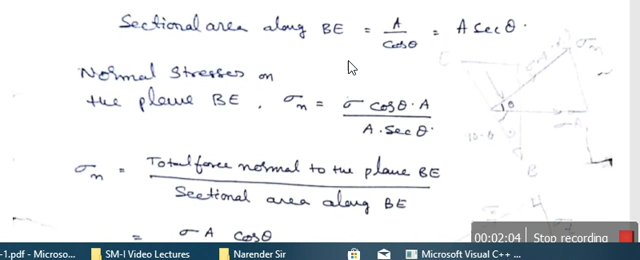 Sectional area along BE = A / Cosθ = A Secθ.
Normal Stresses on
the plane BE, σn = σ cosθ.A / A.Secθ.
σn = Total force normal to the plane BE / Sectional area along BE
= σ A cosθ
-1.pdf - Microso... SM-I Video Lectures Narender Sir Microsoft Visual C++ ...
00:02:04 Stop recording